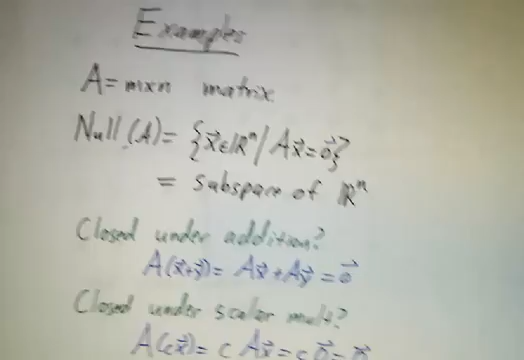 Examples
A = m×n matrix
Null(A) = {x⃗ ∈ ℝⁿ | Ax⃗ = 0⃗}
= subspace of ℝⁿ
Closed under addition?
A(x⃗+y⃗) = Ax⃗ + Ay⃗ = 0⃗
Closed under scalar mult?
A(cx⃗) = c Ax⃗ = c 0⃗ = 0⃗